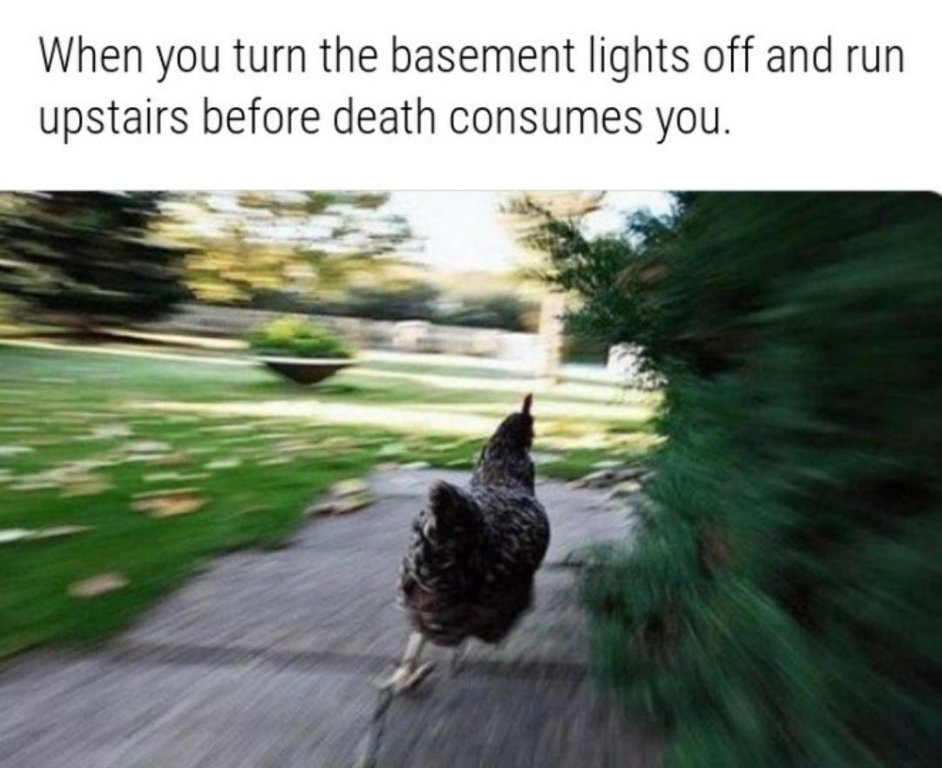 When you turn the basement lights off and run
upstairs before death consumes you.